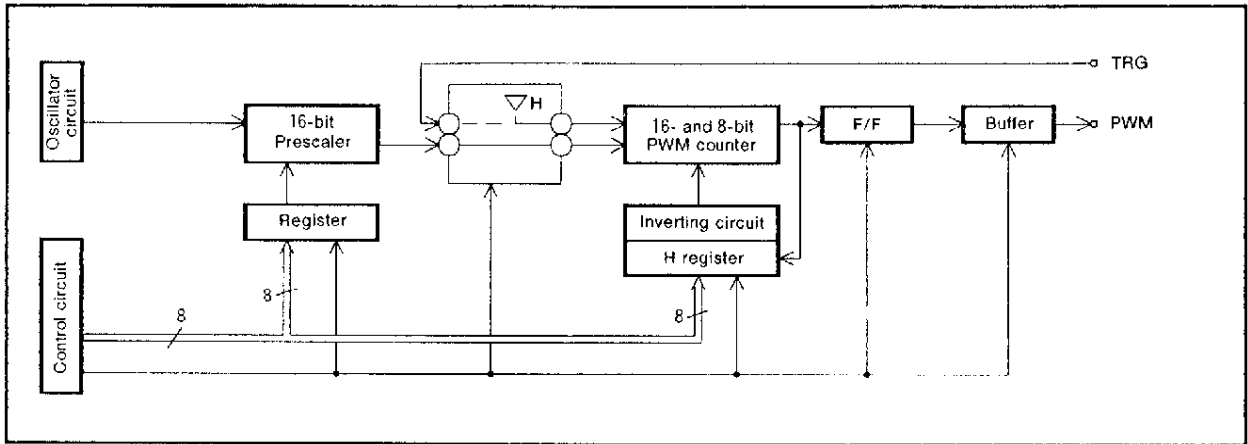 TRG
Oscillator
circuit
16-bit
Prescaler
H
16- and 8-bit
PWM counter
F/F
Buffer
PWM
Register
Inverting circuit
H register
Control circuit
8
8
8